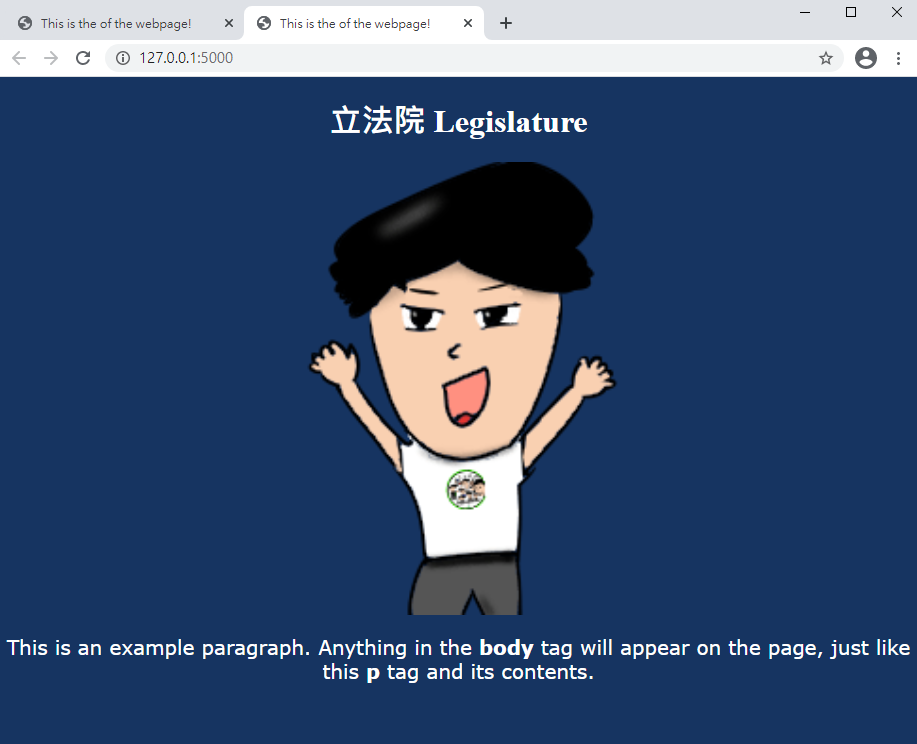 This is the of the webpage!
This is the of the webpage!
127.0.0.1:5000
立法院 Legislature
This is an example paragraph. Anything in the body tag will appear on the page, just like
this p tag and its contents.